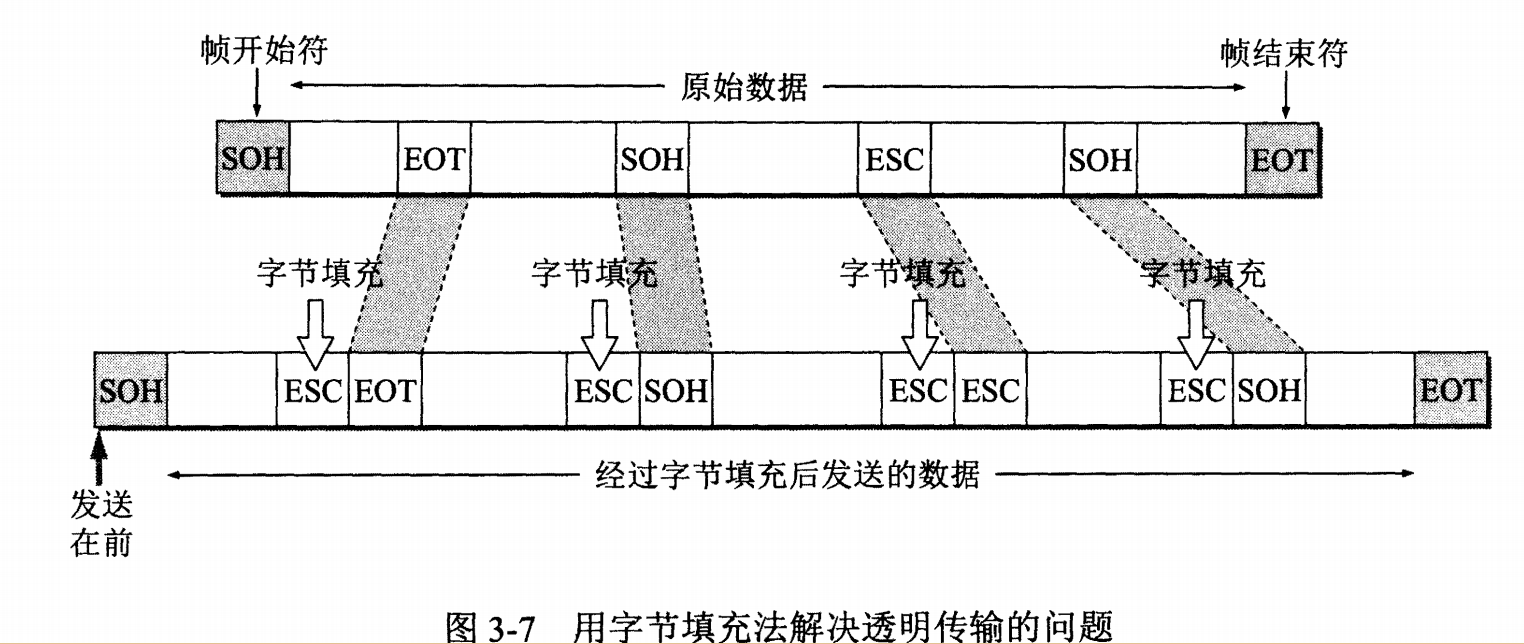 帧开始符
帧结束符
原始数据
SOH EOT SOH ESC SOH EOT
字节填充 字节填充 字节填充 字节填充
SOH ESC EOT ESC SOH ESC ESC ESC SOH EOT
经过字节填充后发送的数据
发送
在前
图 3-7 用字节填充法解决透明传输的问题